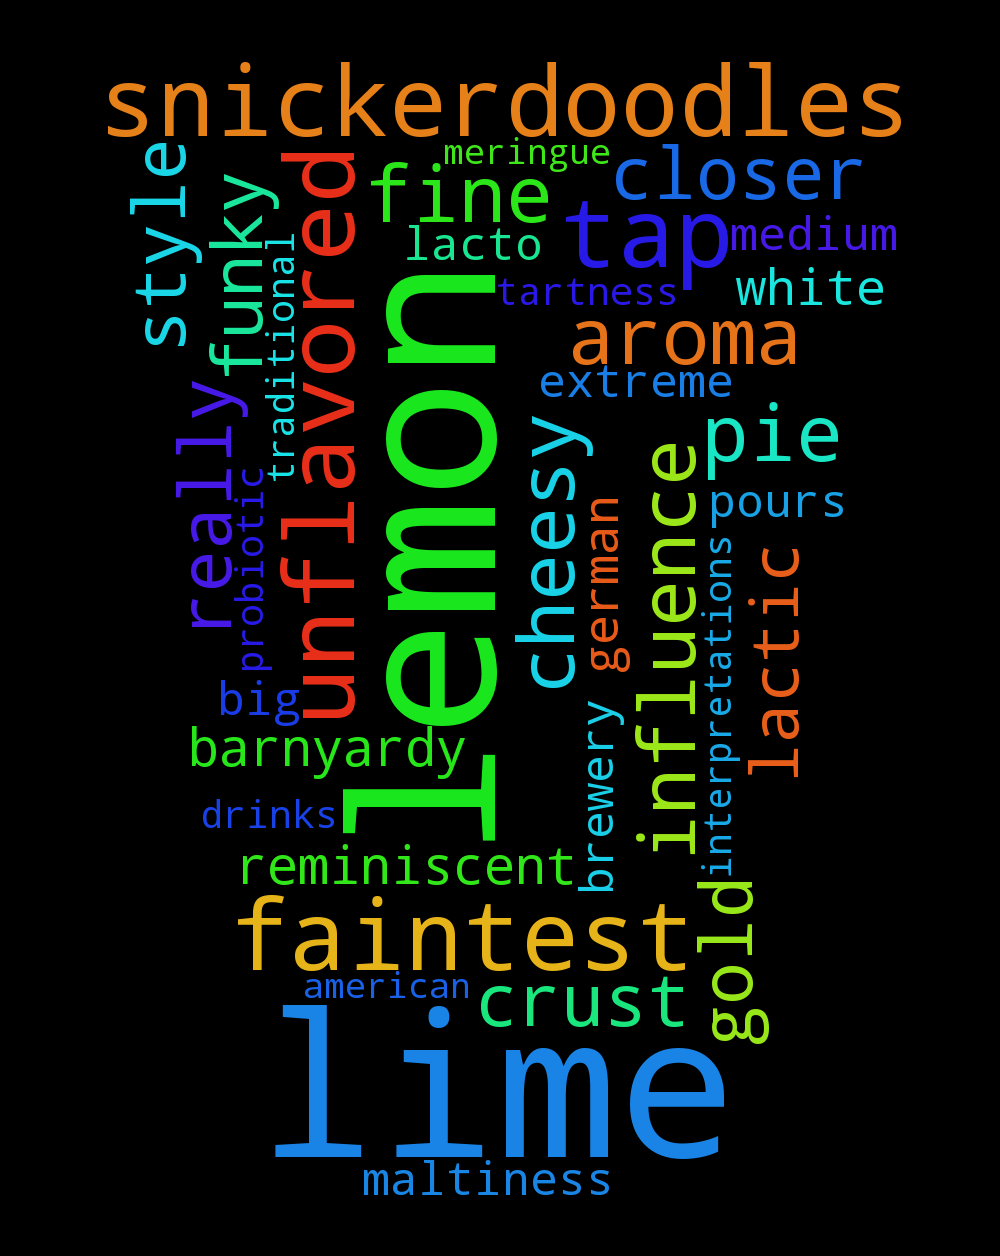 snickerdoodles
meringue
closer
style
funky
unflavored
fine
tap
medium
lacto
traditional
tartness
white
lemon
aroma
extreme
really
cheesy
pie
influence
probiotic
pours
german
interpretations
lactic
big
barnyardy
brewery
drinks
reminiscent
gold
faintest
american
crust
lime
maltiness